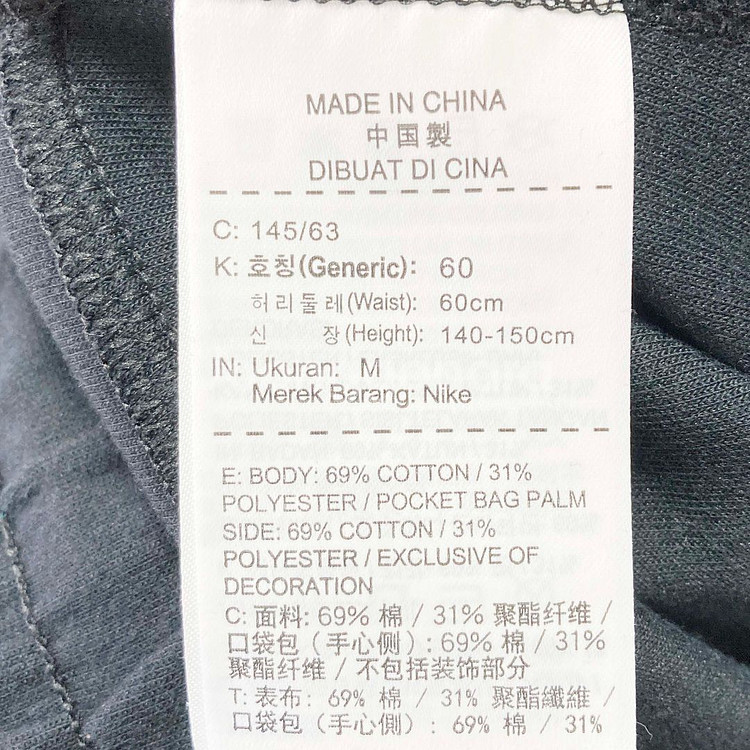 MADE IN CHINA
中国製
DIBUAT DI CINA
C: 145/63
K: 호칭(Generic): 60
허리둘레(Waist): 60cm
신 장(Height): 140-150cm
IN: Ukuran: M
Merek Barang: Nike
E: BODY: 69% COTTON / 31%
POLYESTER / POCKET BAG PALM
SIDE: 69% COTTON / 31%
POLYESTER / EXCLUSIVE OF
DECORATION
C: 面料: 69% 棉 / 31% 聚酯纤维 /
口袋包（手心侧）: 69% 棉 / 31%
聚酯纤维 / 不包括装饰部分
T: 表布: 69% 棉 / 31% 聚酯纖維 /
口袋包（手心側）: 69% 棉 / 31%